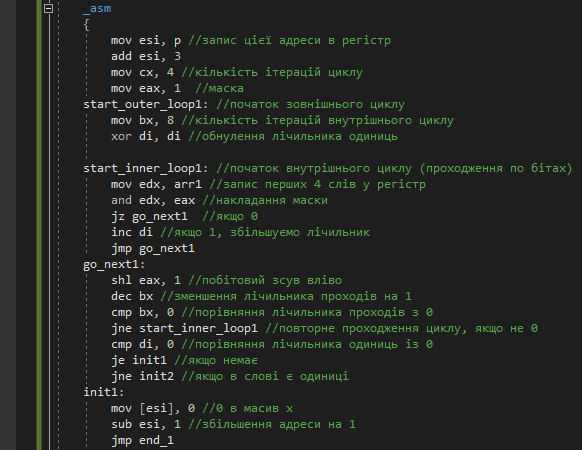 _asm
{
mov esi, p //запис цієї адреси в регістр
add esi, 3
mov cx, 4 //кількість ітерацій циклу
mov eax, 1  //маска
start_outer_loop1: //початок зовнішнього циклу
mov bx, 8 //кількість ітерацій внутрішнього циклу
xor di, di //обнулення лічильника одиниць
start_inner_loop1: //початок внутрішнього циклу (проходження по бітах)
mov edx, arr1 //запис перших 4 слів у регістр
and edx, eax //накладання маски
jz go_next1  //якщо 0
inc di //якщо 1, збільшуємо лічильник
jmp go_next1
go_next1:
shl eax, 1 //побітовий зсув вліво
dec bx //зменшення лічильника проходів на 1
cmp bx, 0 //порівняння лічильника проходів з 0
jne start_inner_loop1 //повторне проходження циклу, якщо не 0
cmp di, 0 //порівняння лічильника одиниць із 0
je init1 //якщо немає
jne init2 //якщо в слові є одиниці
init1:
mov [esi], 0 //0 в масив x
sub esi, 1 //збільшення адреси на 1
jmp end_1